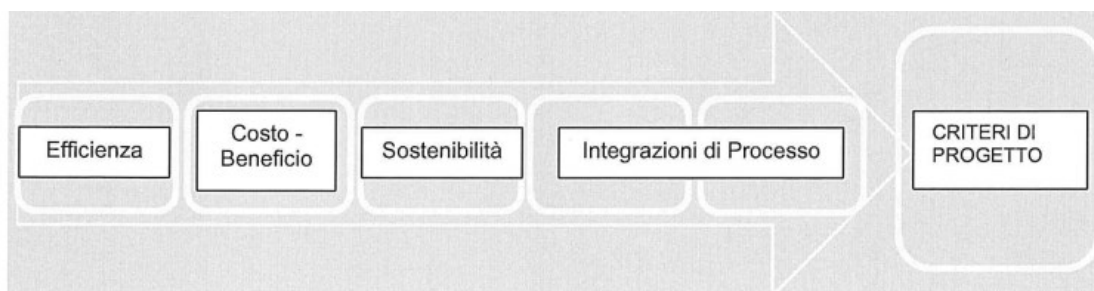 Efficienza
Costo -
Beneficio
Sostenibilità
Integrazioni di Processo
CRITERI DI
PROGETTO